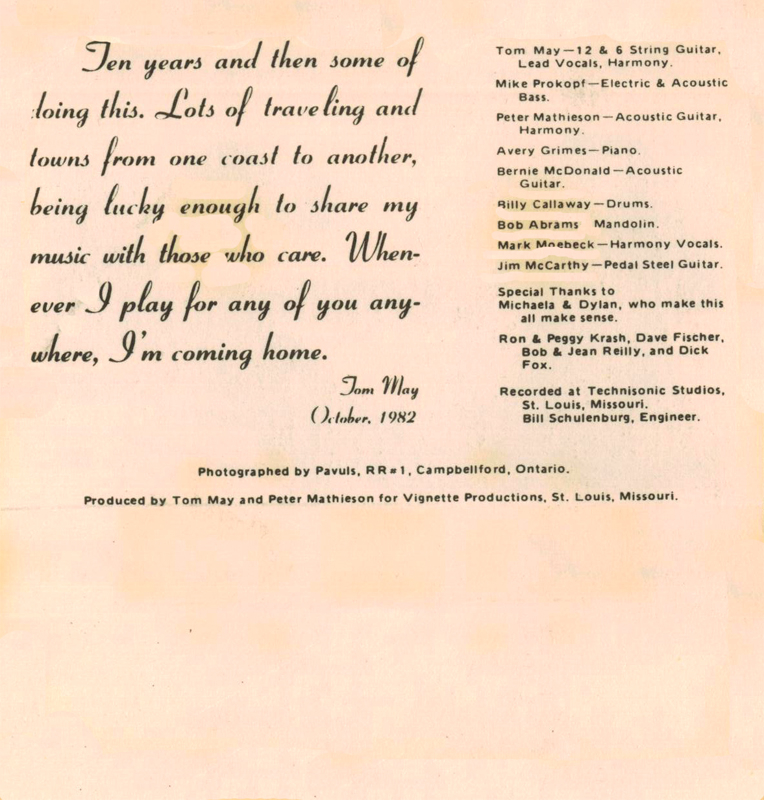 Ten years and then some of
doing this. Lots of traveling and
towns from one coast to another,
being lucky enough to share my
music with those who care. When-
ever I play for any of you any-
where, I'm coming home.
Tom May
October, 1982
Tom May—12 & 6 String Guitar,
Lead Vocals, Harmony.
Mike Prokopf—Electric & Acoustic
Bass.
Peter Mathieson—Acoustic Guitar,
Harmony.
Avery Grimes—Piano.
Bernie McDonald—Acoustic
Guitar.
Billy Callaway—Drums.
Bob Abrams Mandolin.
Mark Moebeck—Harmony Vocals.
Jim McCarthy—Pedal Steel Guitar.
Special Thanks to
Michaela & Dylan, who make this
all make sense.
Ron & Peggy Krash, Dave Fischer,
Bob & Jean Reilly, and Dick
Fox.
Recorded at Technisonic Studios,
St. Louis, Missouri.
Bill Schulenburg, Engineer.
Photographed by Pavuls, RR#1, Campbellford, Ontario.
Produced by Tom May and Peter Mathieson for Vignette Productions, St. Louis, Missouri.